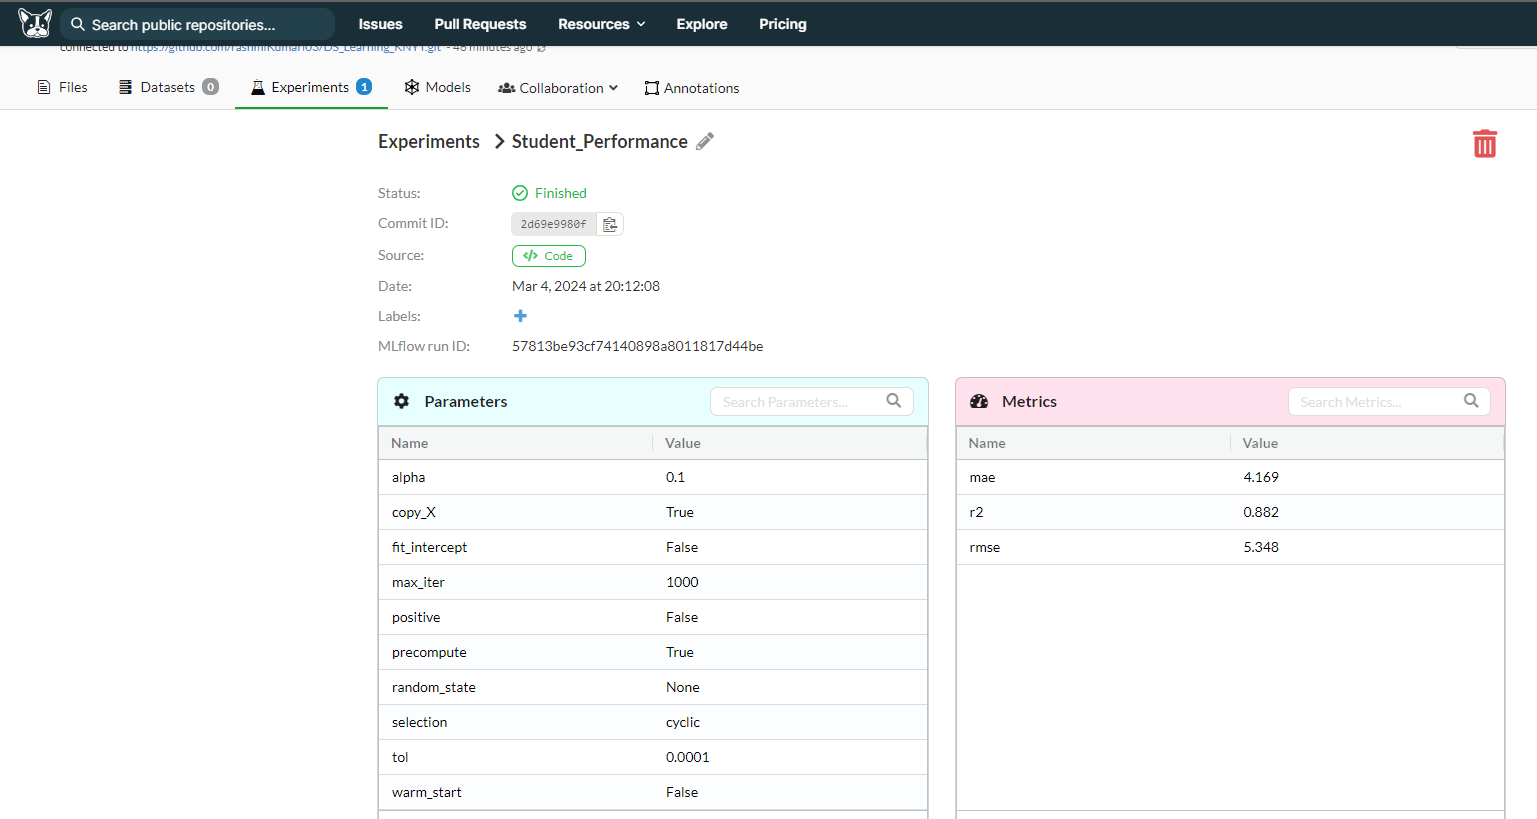 Search public repositories...
Issues
Pull Requests
Resources
Explore
Pricing
connected to https://github.com/rashmikumari03/DS_Learning_KNYT.git - 46 minutes ago
Files
Datasets 0
Experiments 1
Models
Collaboration
Annotations
Experiments > Student_Performance
Status: Finished
Commit ID: 2d69e9980f
Source: </> Code
Date: Mar 4, 2024 at 20:12:08
Labels: +
MLflow run ID: 57813be93cf74140898a8011817d44be
Parameters
Search Parameters...
Name Value
alpha 0.1
copy_X True
fit_intercept False
max_iter 1000
positive False
precompute True
random_state None
selection cyclic
tol 0.0001
warm_start False
Metrics
Search Metrics...
Name Value
mae 4.169
r2 0.882
rmse 5.348